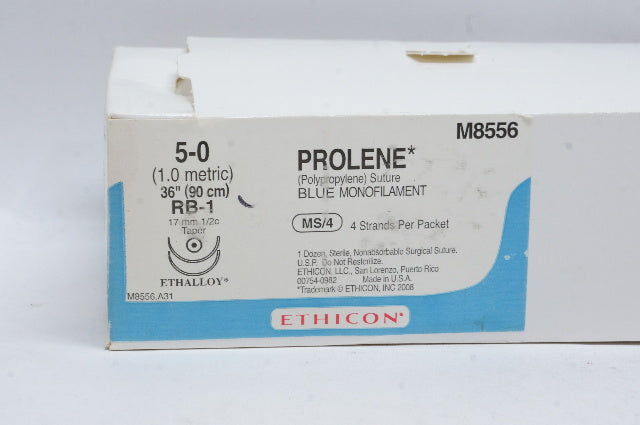 M8556
5-0
(1.0 metric)
36" (90 cm)
RB-1
17 mm 1/2c
Taper
ETHALLOY*
M8556.A31
PROLENE*
(Polypropylene) Suture
BLUE MONOFILAMENT
MS/4 4 Strands Per Packet
1 Dozen, Sterile, Nonabsorbable Surgical Suture.
U.S.P. Do Not Resterilize.
ETHICON, LLC., San Lorenzo, Puerto Rico
00754-0982 Made in U.S.A.
*Trademark © ETHICON, INC 2008
ETHICON*